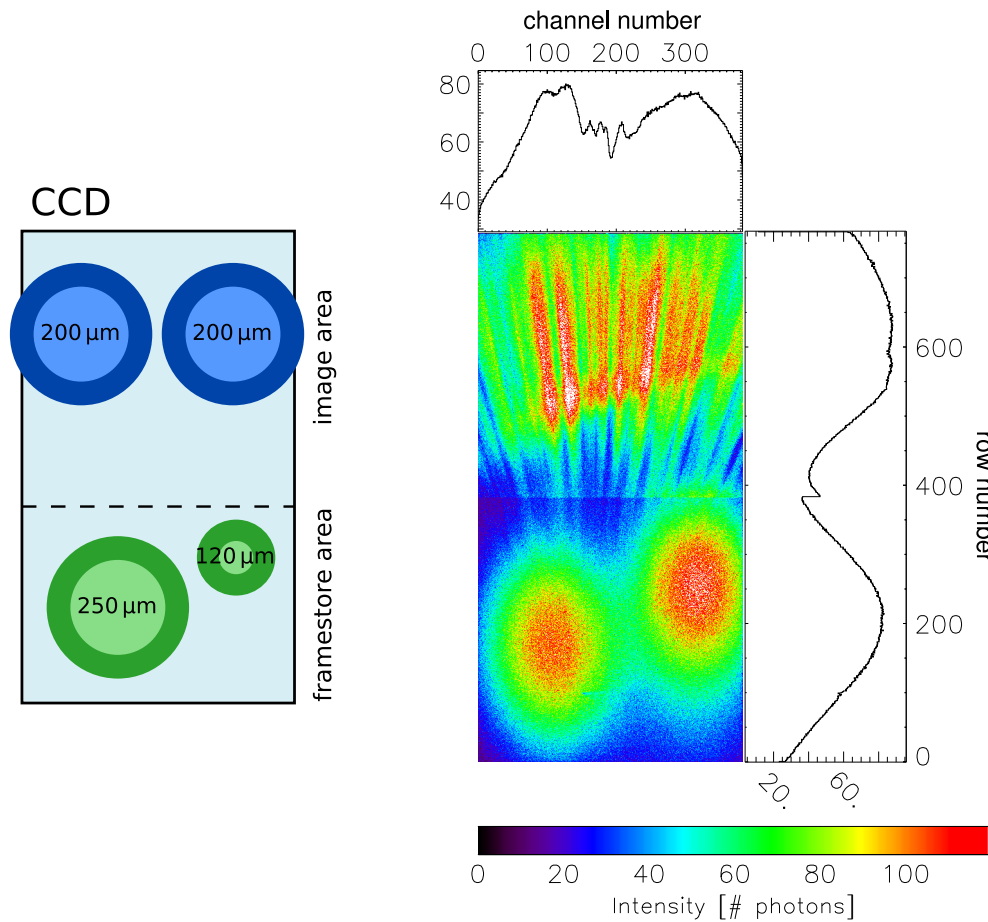 CCD
200 µm
200 µm
image area
250 µm
120 µm
framestore area
channel number
0 100 200 300
80
60
40
600
400
200
0
row number
20.
60.
0 20 40 60 80 100
Intensity [# photons]